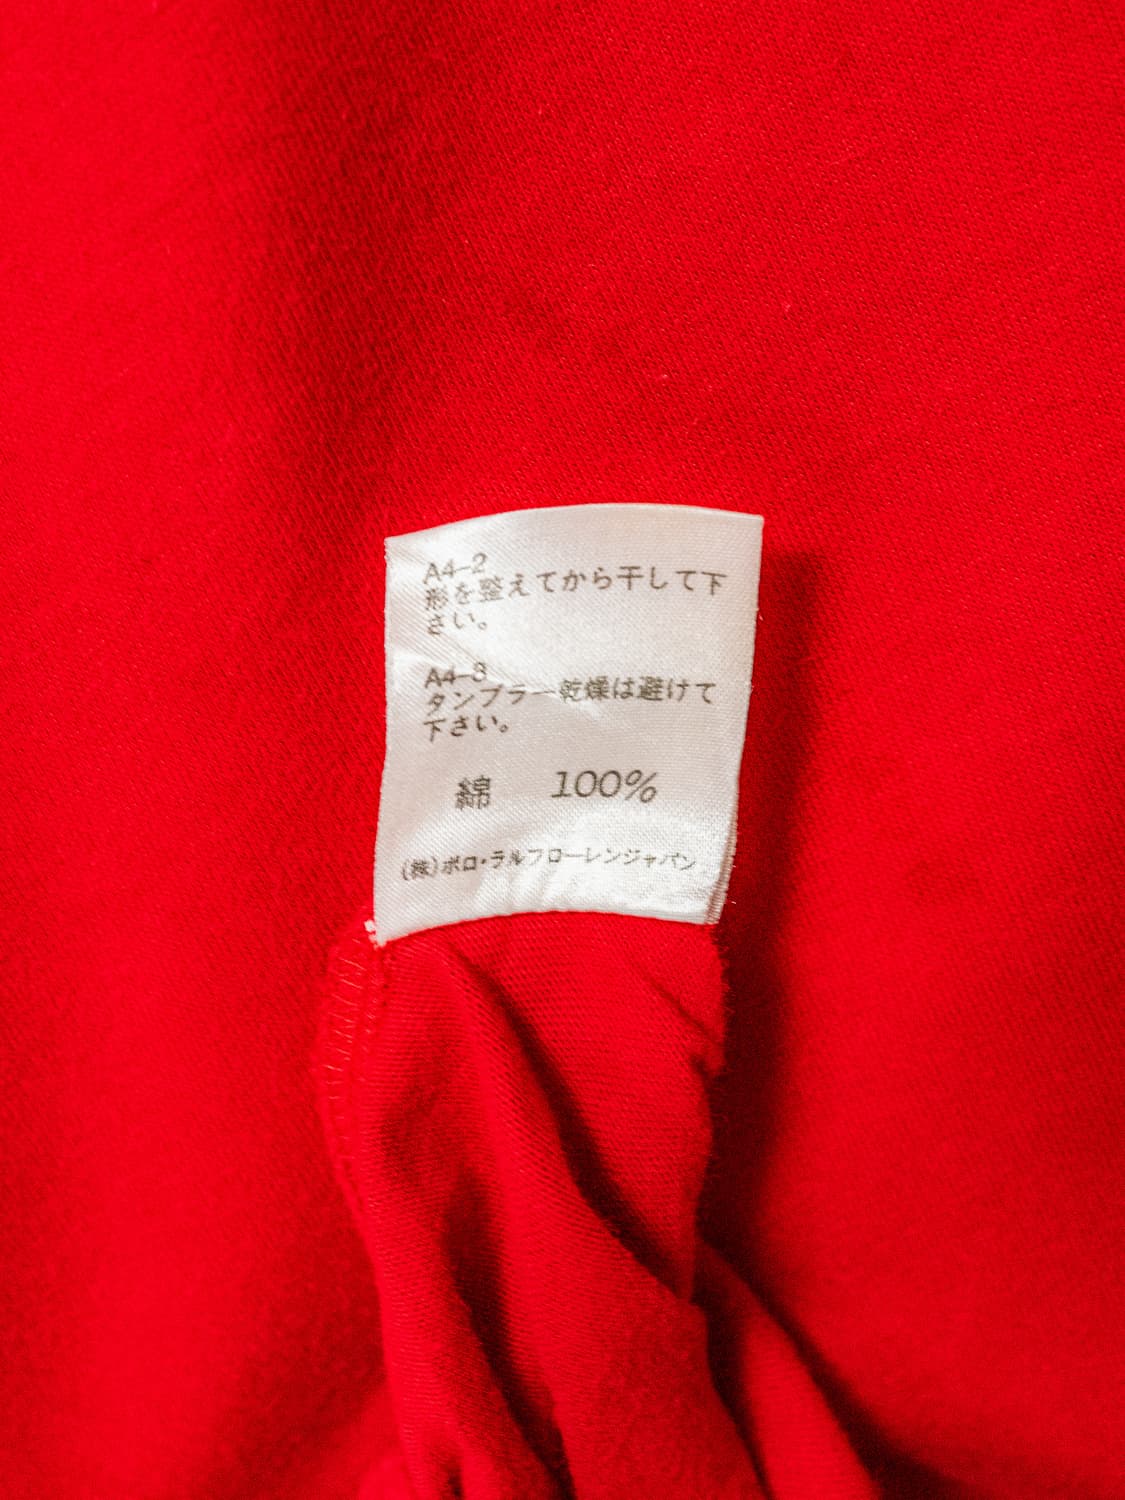 A4-2
形を整えてから干して下
さい。
A4-8
タンブラー乾燥は避けて
下さい。
綿 100%
(株)ポロ・ラルフローレンジャパン